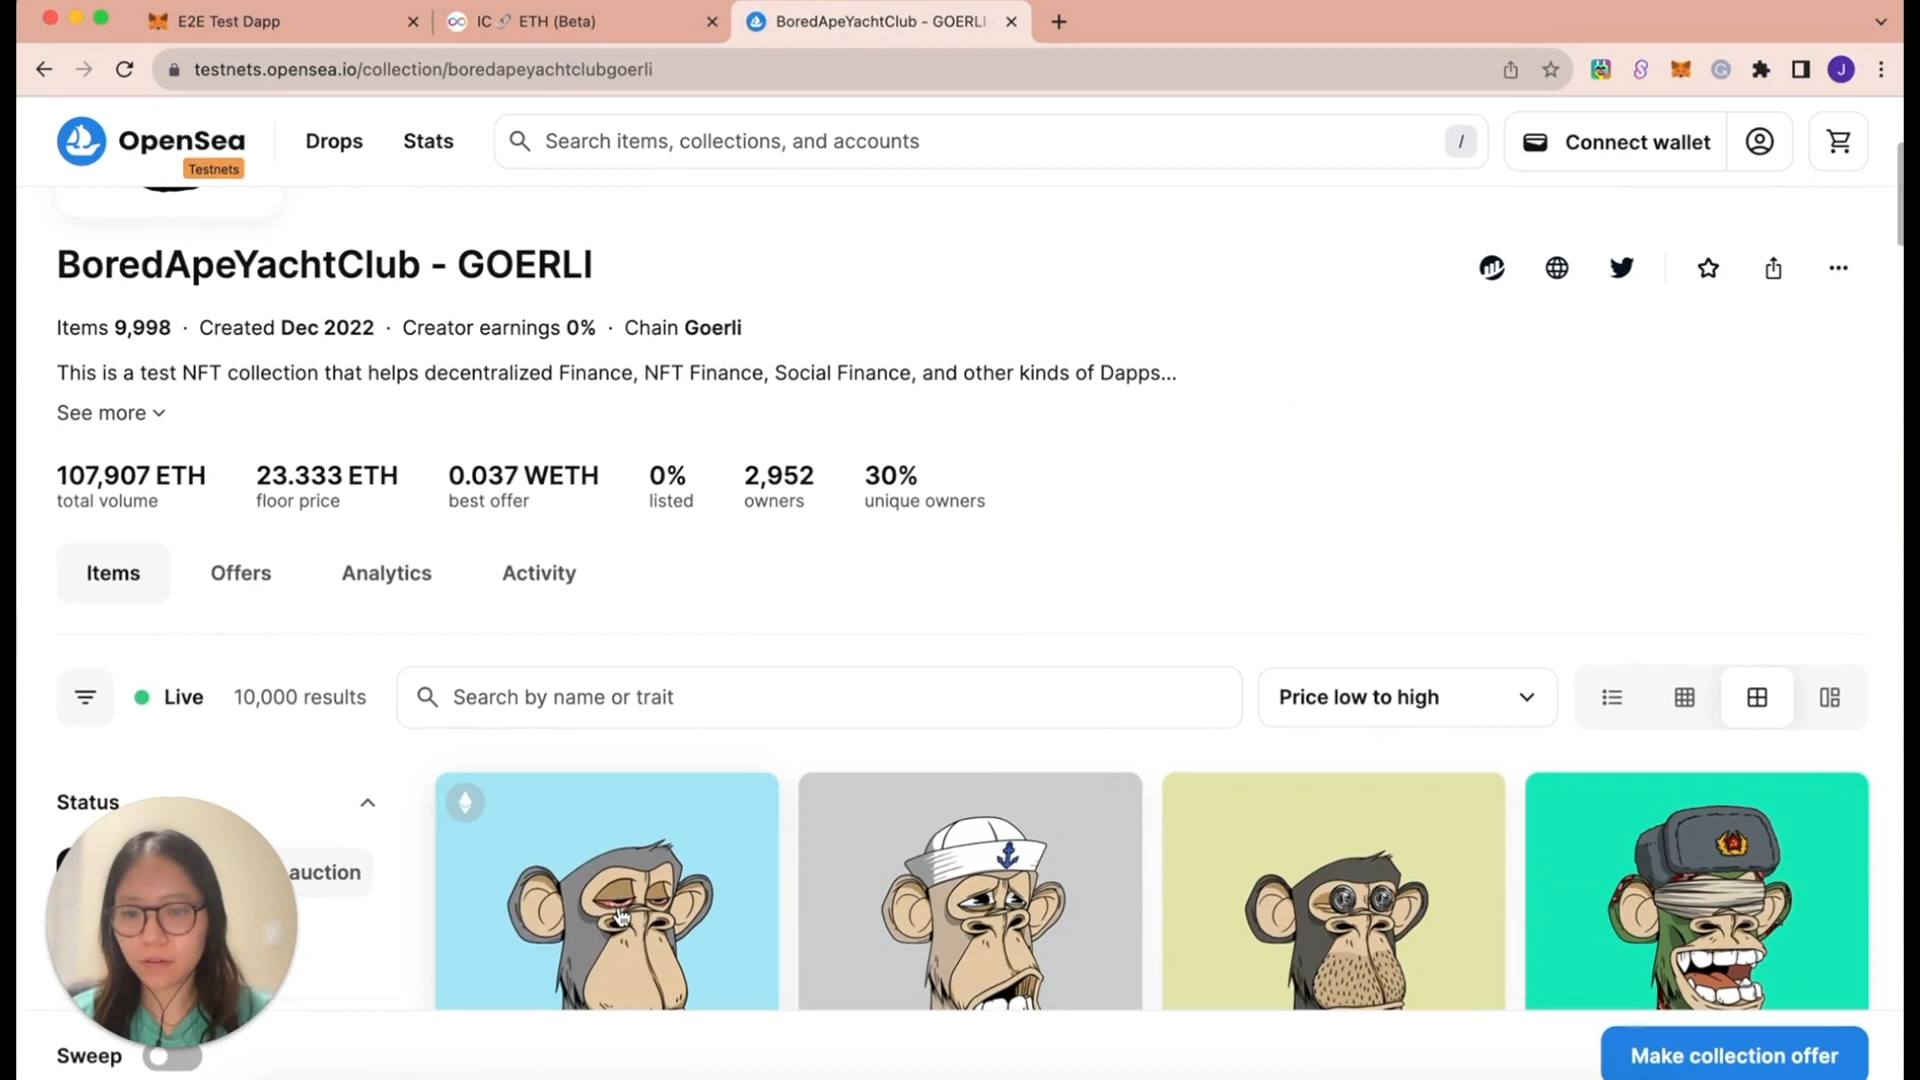 E2E Test Dapp
IC 🔗 ETH (Beta)
BoredApeYachtClub - GOERLI
testnets.opensea.io/collection/boredapeyachtclubgoerli
J
OpenSea
Testnets
Drops
Stats
Search items, collections, and accounts
/
Connect wallet
BoredApeYachtClub - GOERLI
Items 9,998 · Created Dec 2022 · Creator earnings 0% · Chain Goerli
This is a test NFT collection that helps decentralized Finance, NFT Finance, Social Finance, and other kinds of Dapps...
See more
107,907 ETH
total volume
23.333 ETH
floor price
0.037 WETH
best offer
0%
listed
2,952
owners
30%
unique owners
Items
Offers
Analytics
Activity
Live
10,000 results
Search by name or trait
Price low to high
Status
auction
Sweep
Make collection offer